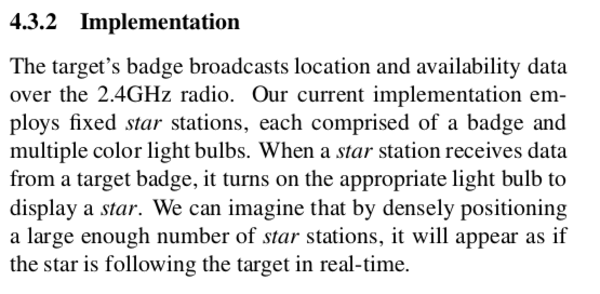 4.3.2 Implementation
The target's badge broadcasts location and availability data
over the 2.4GHz radio. Our current implementation em-
ploys fixed star stations, each comprised of a badge and
multiple color light bulbs. When a star station receives data
from a target badge, it turns on the appropriate light bulb to
display a star. We can imagine that by densely positioning
a large enough number of star stations, it will appear as if
the star is following the target in real-time.